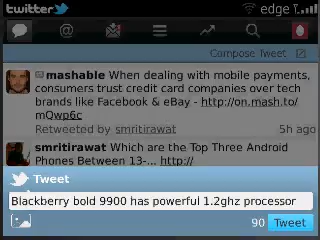 twitter
edge
Compose Tweet
mashable When dealing with mobile payments,
consumers trust credit card companies over tech
brands like Facebook & eBay - http://on.mash.to/
mQwp6c
Retweeted by smritirawat 5h ago
smritirawat Which are the Top Three Android
Phones Between 13-... http://
Tweet
Blackberry bold 9900 has powerful 1.2ghz processor
90 Tweet